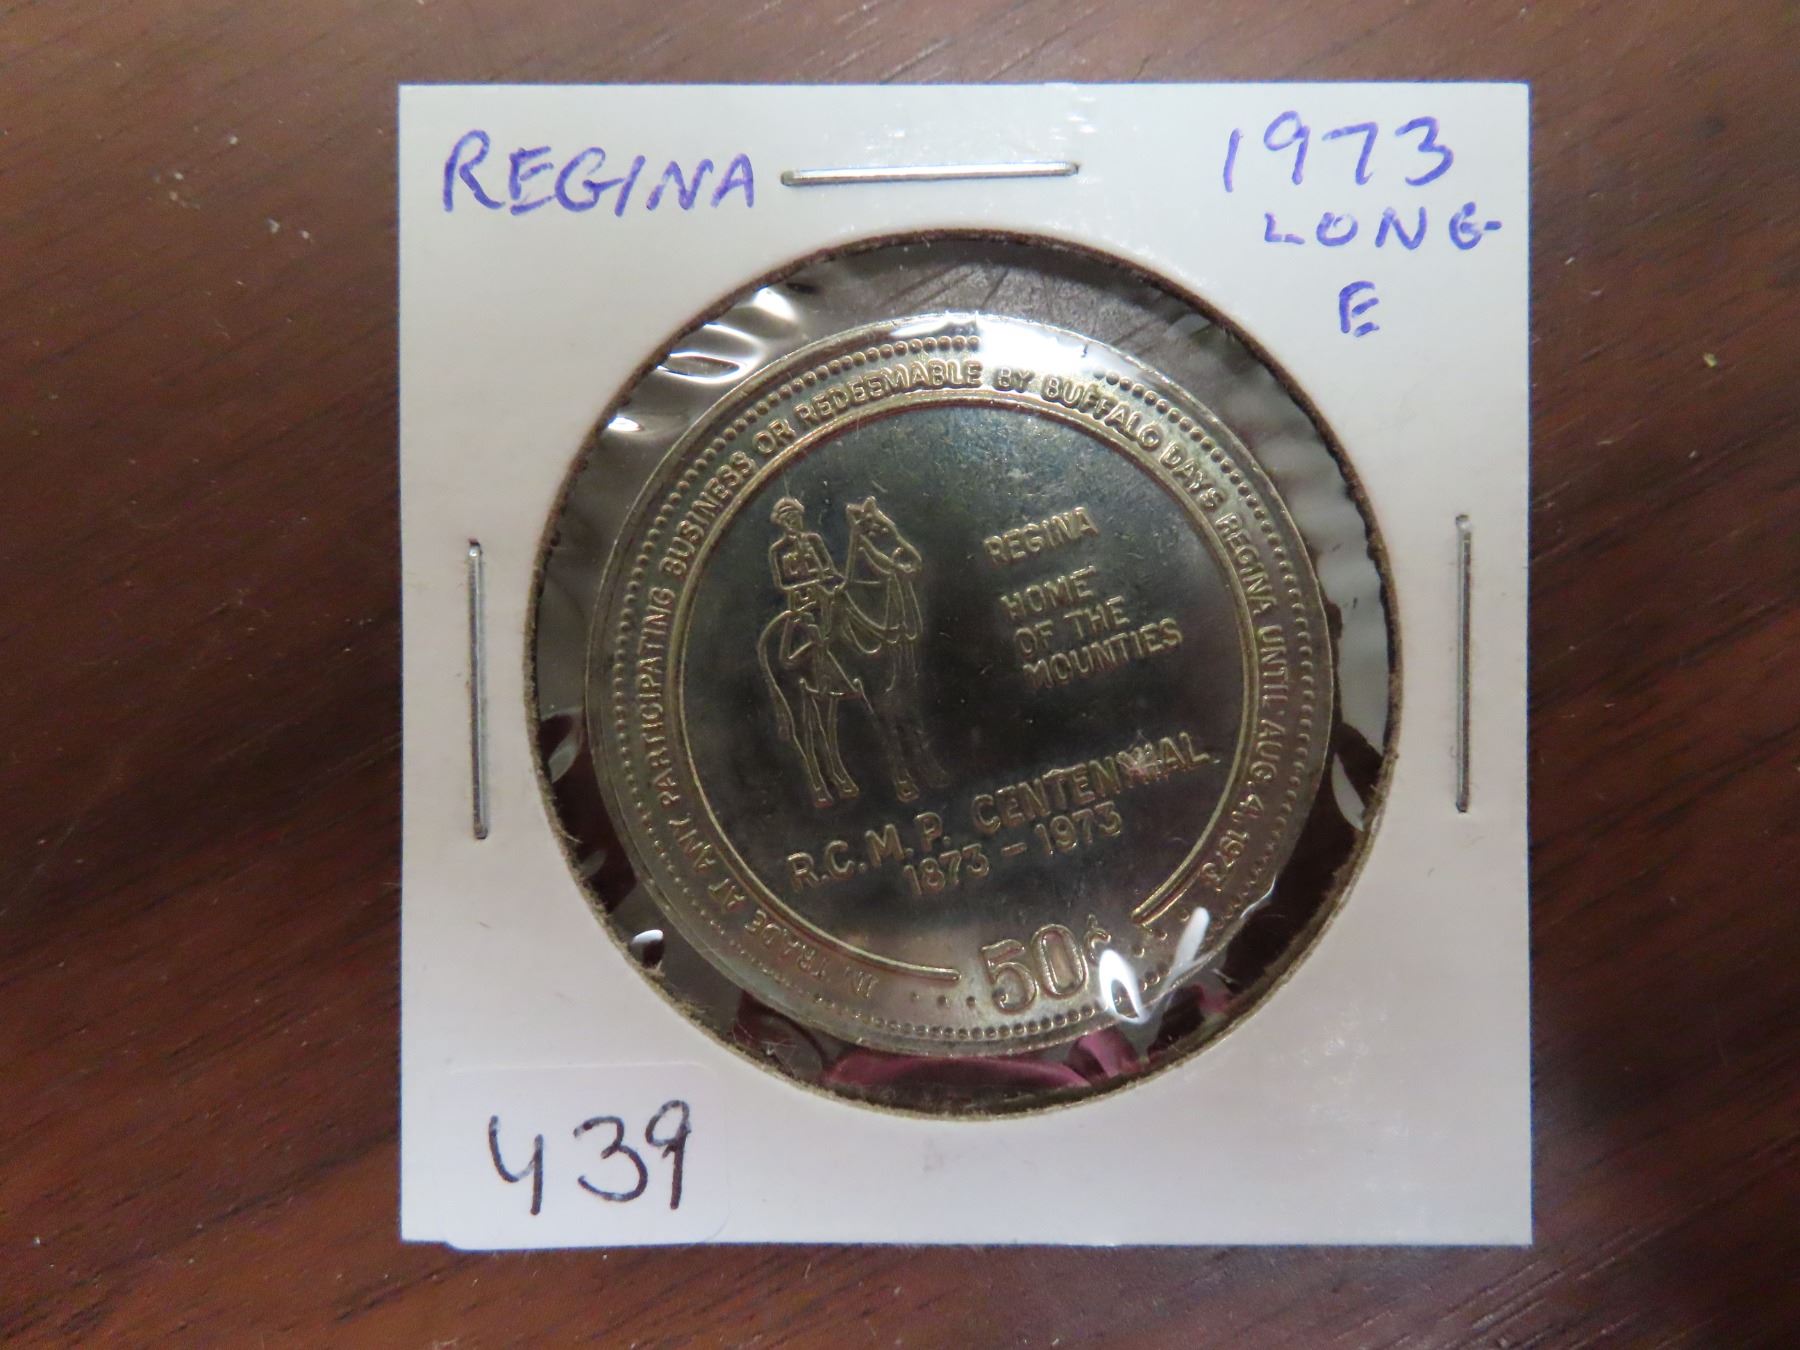 REGINA
1973
LONG
E
IN TRADE AT ANY PARTICIPATING BUSINESS OR REDEEMABLE BY BUFFALO DAYS REGINA UNTIL AUG. 4, 1973
REGINA
HOME
OF THE
MOUNTIES
R.C.M.P. CENTENNIAL
1873-1973
50¢
439